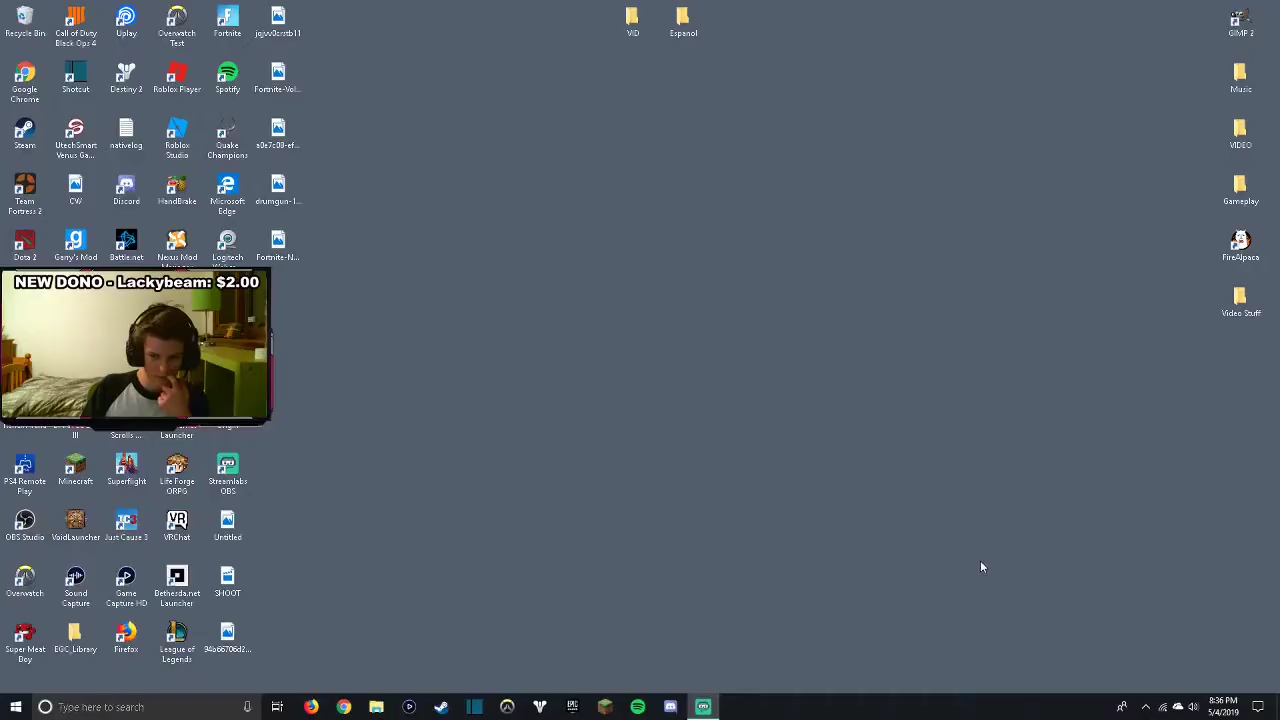 Recycle Bin
Call of Duty
Black Ops 4
Uplay
Overwatch
Test
Fortnite
VID
Espanol
GIMP 2
Google
Chrome
Shotcut
Destiny 2
Roblox Player
Spotify
Fortnite-Vol...
Music
Steam
UtechSmart
Venus Ga...
nativelog
Roblox
Studio
Quake
Champions
a0e7c08-ef...
VIDEO
Team
Fortress 2
CW
Discord
HandBrake
Microsoft
Edge
drumgun-1...
Gameplay
Dota 2
Garry's Mod
Battle.net
Nexus Mod
Logitech
Fortnite-N...
FireAlpaca
NEW DONO - Lackybeam: $2.00
Video Stuff
III
Scrolls ...
Launcher
PS4 Remote
Play
Minecraft
Superflight
Life Forge
ORPG
Streamlabs
OBS
OBS Studio
VoidLauncher
Just Cause 3
VRChat
Untitled
Overwatch
Sound
Capture
Game
Capture HD
Bethesda.net
Launcher
SHOOT
Super Meat
Boy
EGC_Library
Firefox
League of
Legends
94b66706d2...
Type here to search
8:36 PM
5/4/2019